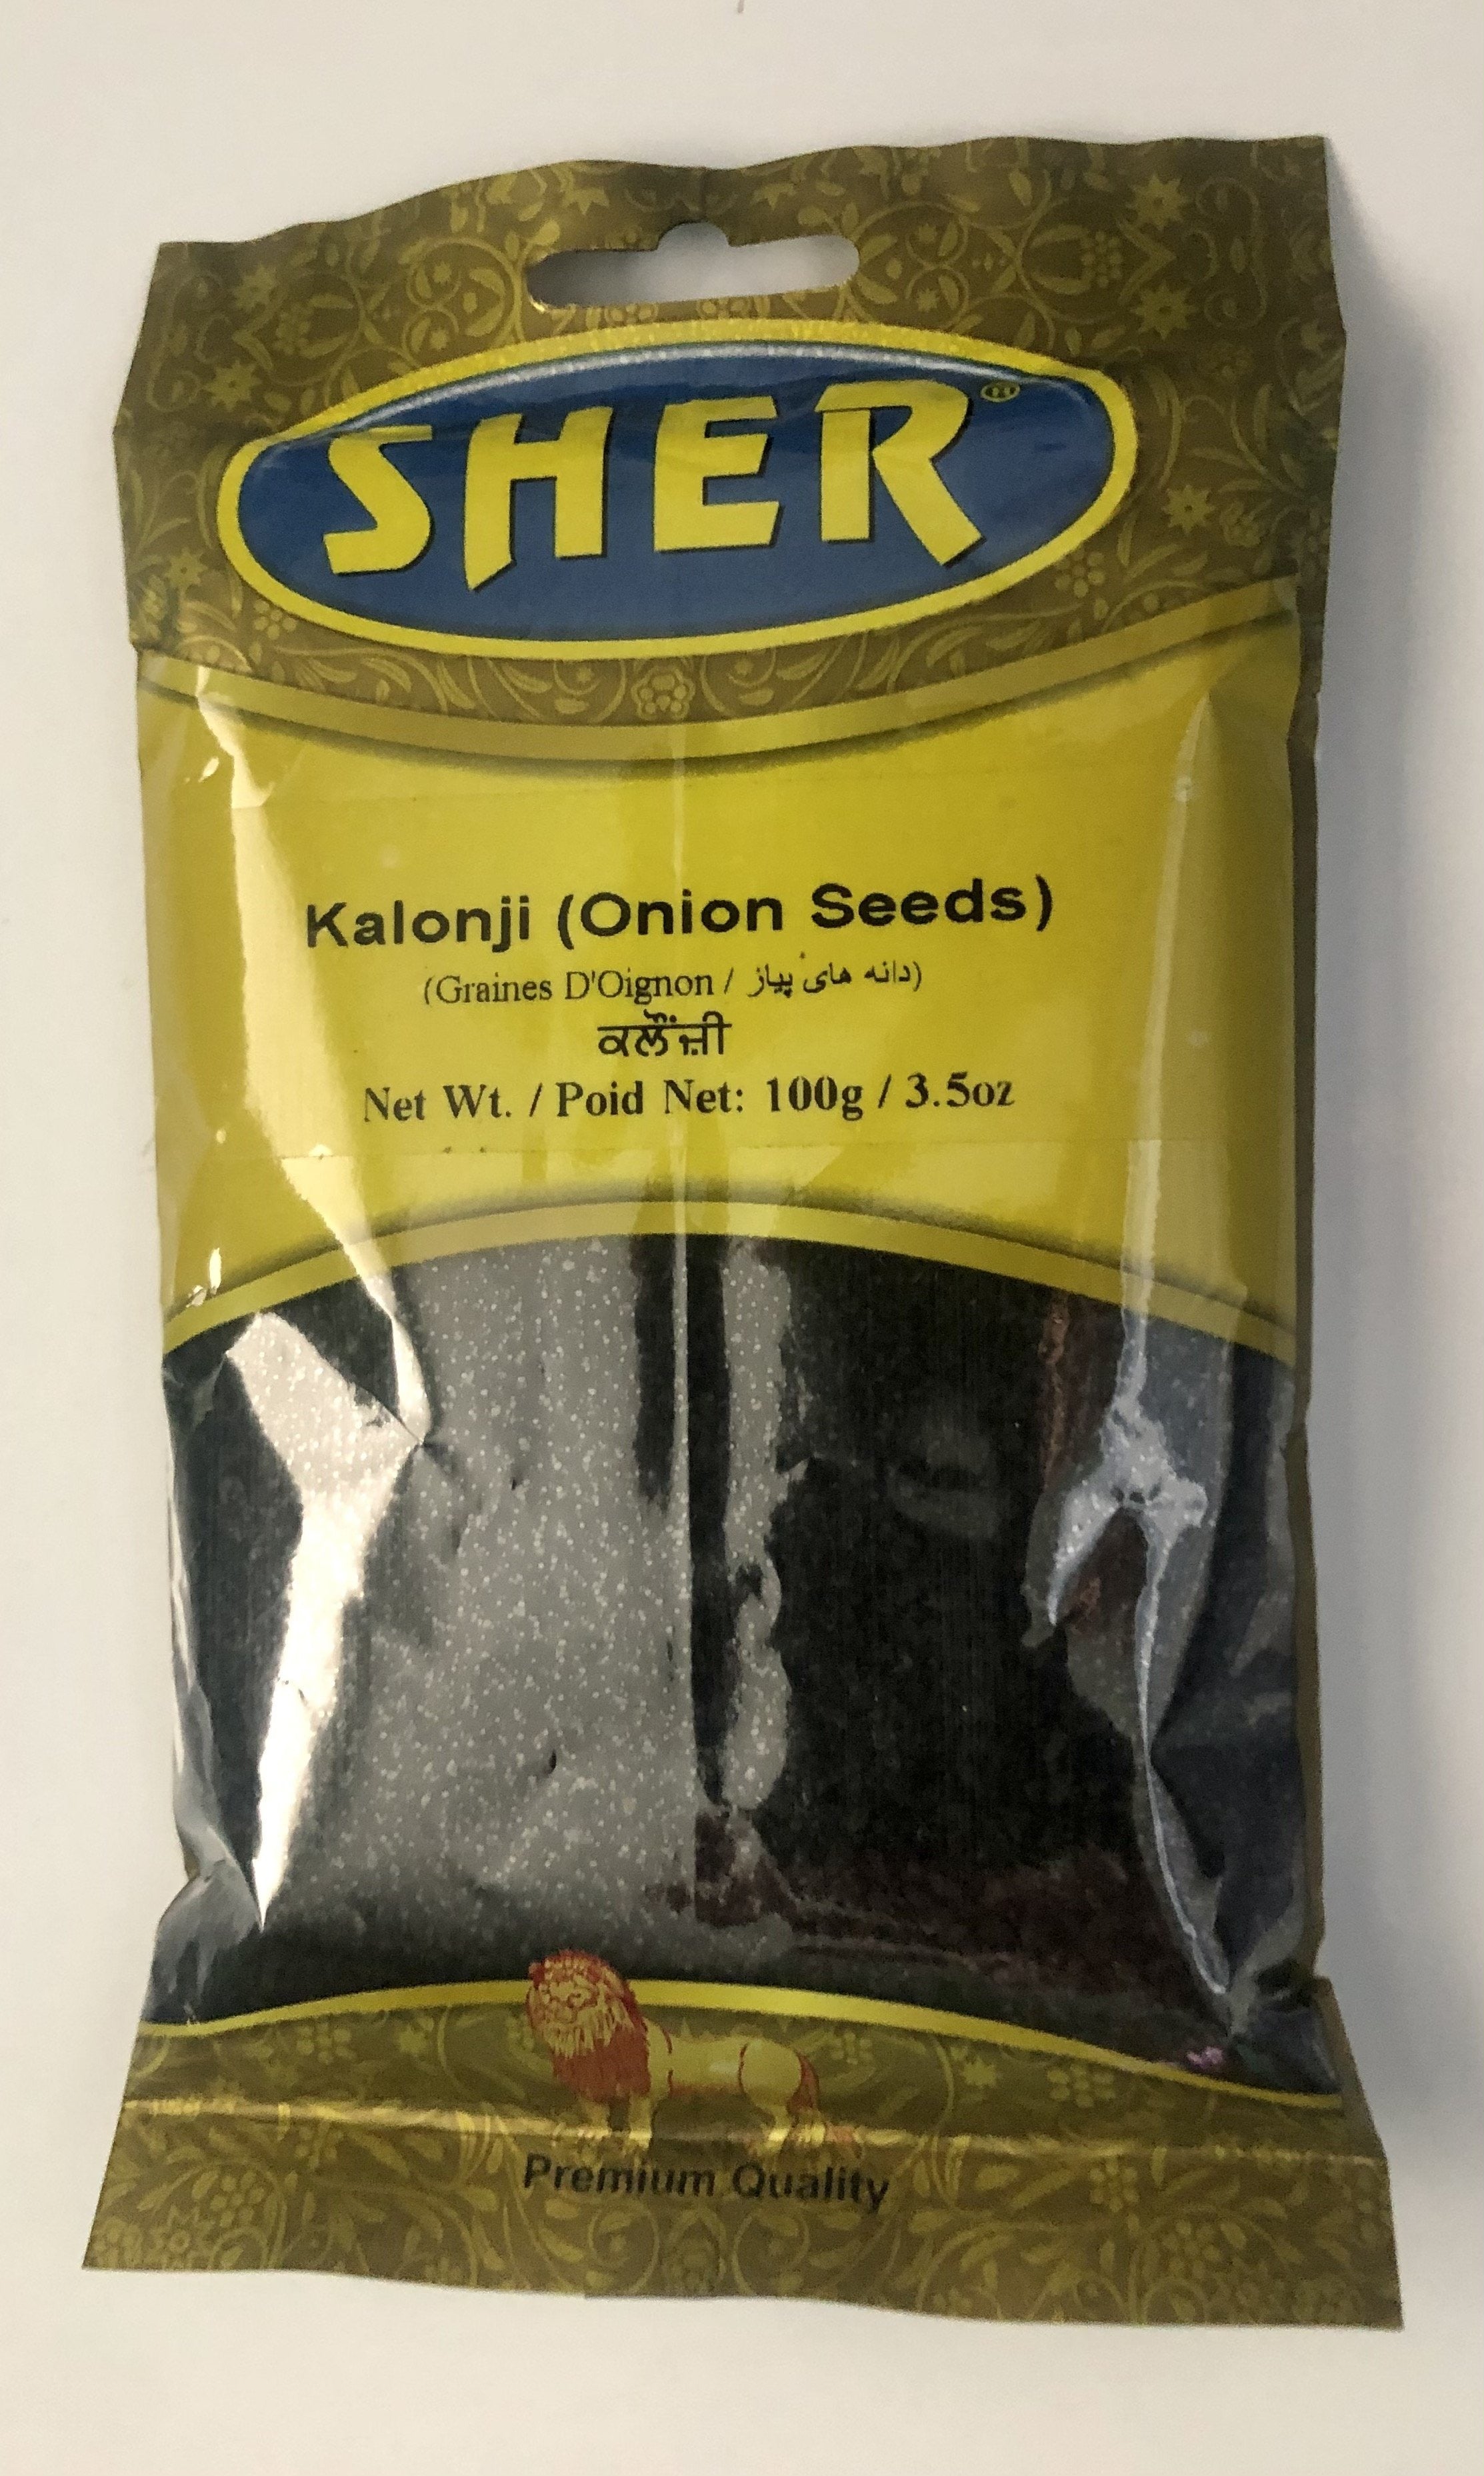 SHER®
Kalonji (Onion Seeds)
(Graines D'Oignon / دانه های پیاز)
ਕਲੌਂਜ਼ੀ
Net Wt. / Poid Net: 100g / 3.5oz
Premium Quality